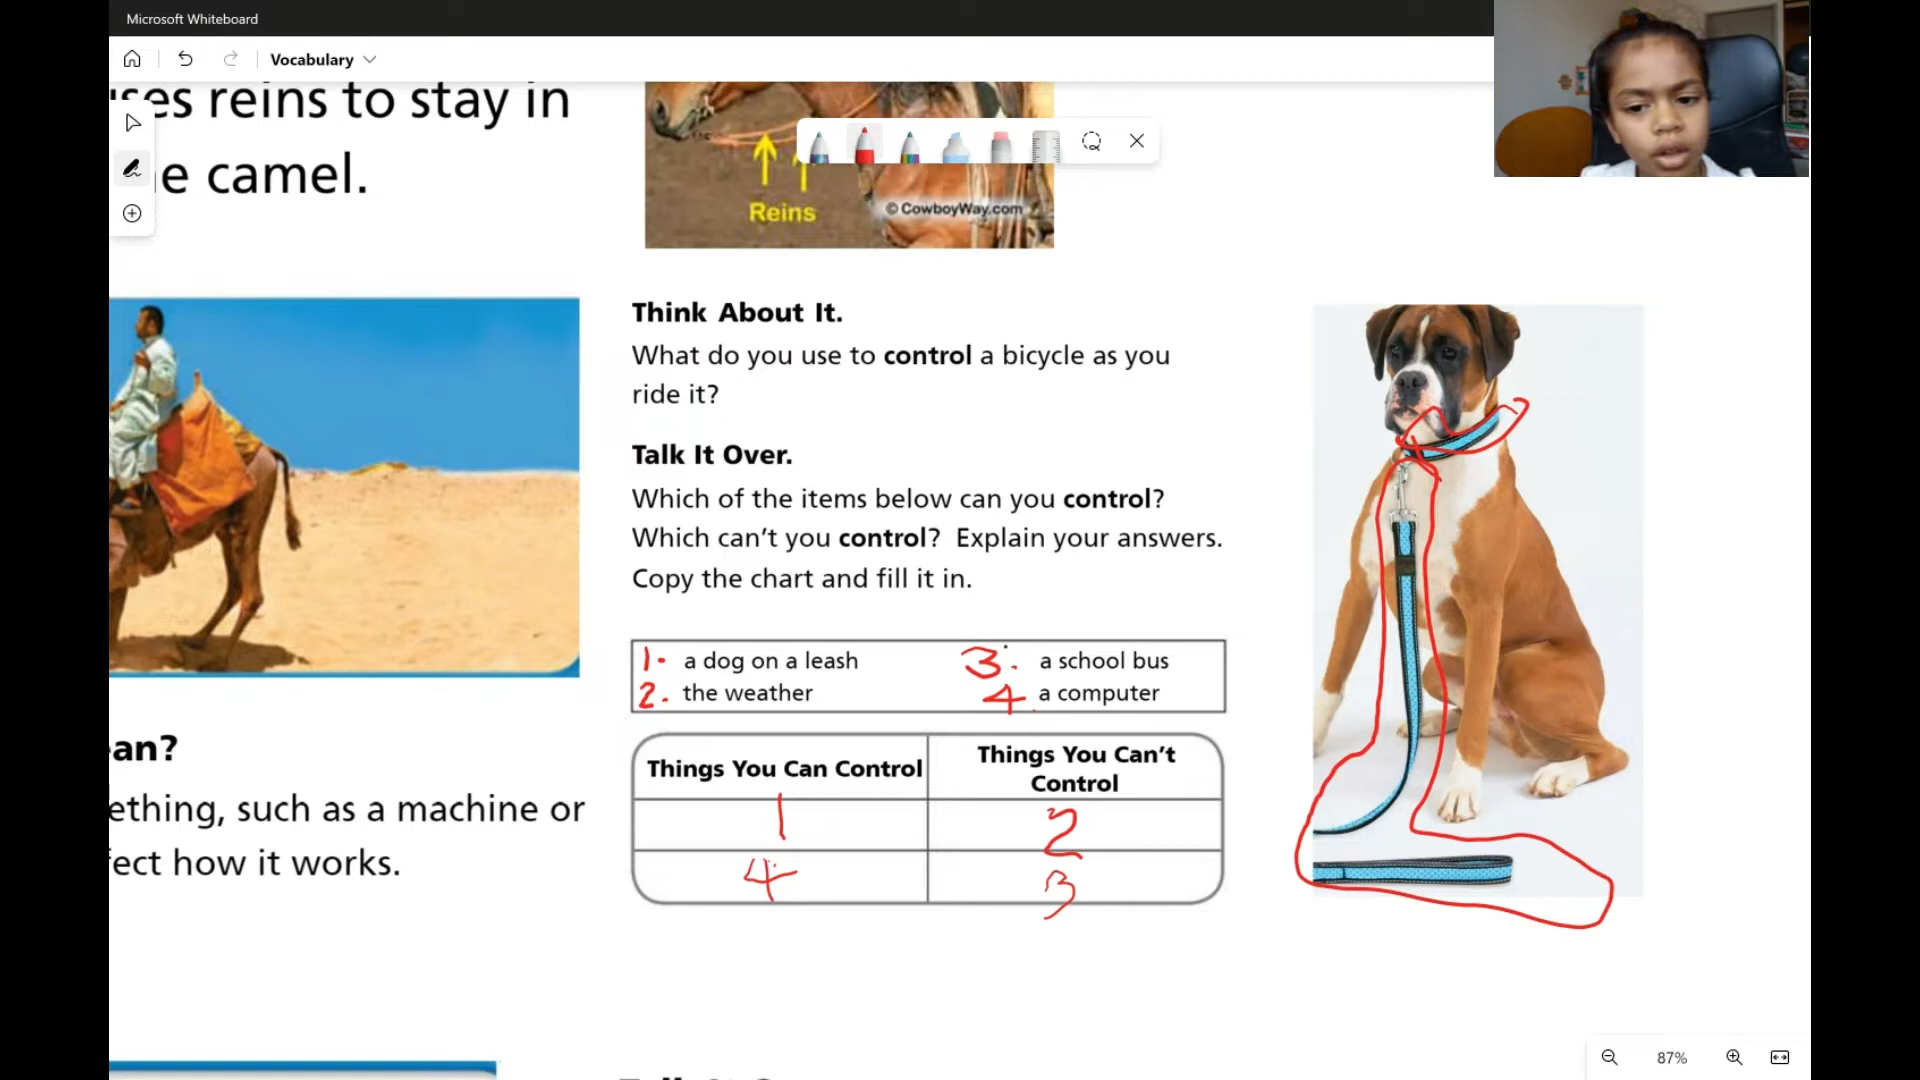 Microsoft Whiteboard
Vocabulary
uses reins to stay in
e camel.
Reins
© CowboyWay.com
Think About It.
What do you use to control a bicycle as you
ride it?
Talk It Over.
Which of the items below can you control?
Which can't you control? Explain your answers.
Copy the chart and fill it in.
1. a dog on a leash
3. a school bus
2. the weather
4. a computer
Things You Can Control
Things You Can't
Control
1
2
4
3
an?
ething, such as a machine or
fect how it works.
87%